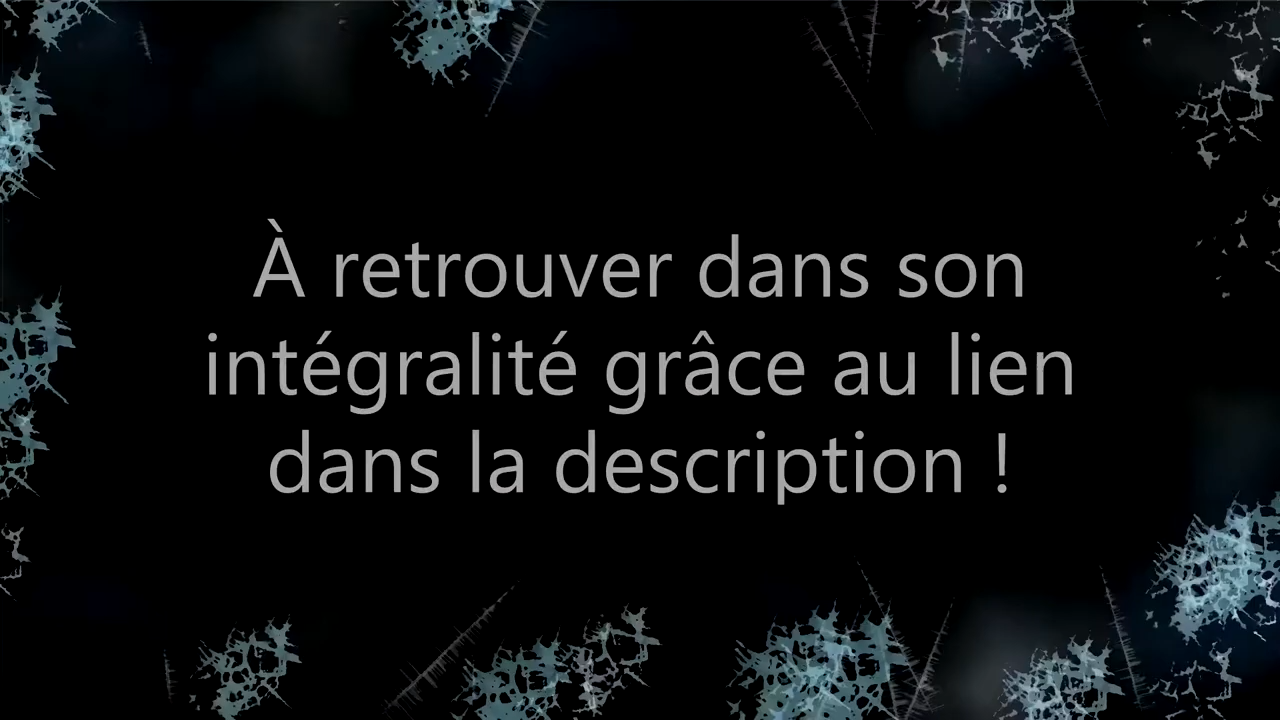 À retrouver dans son
intégralité grâce au lien
dans la description !